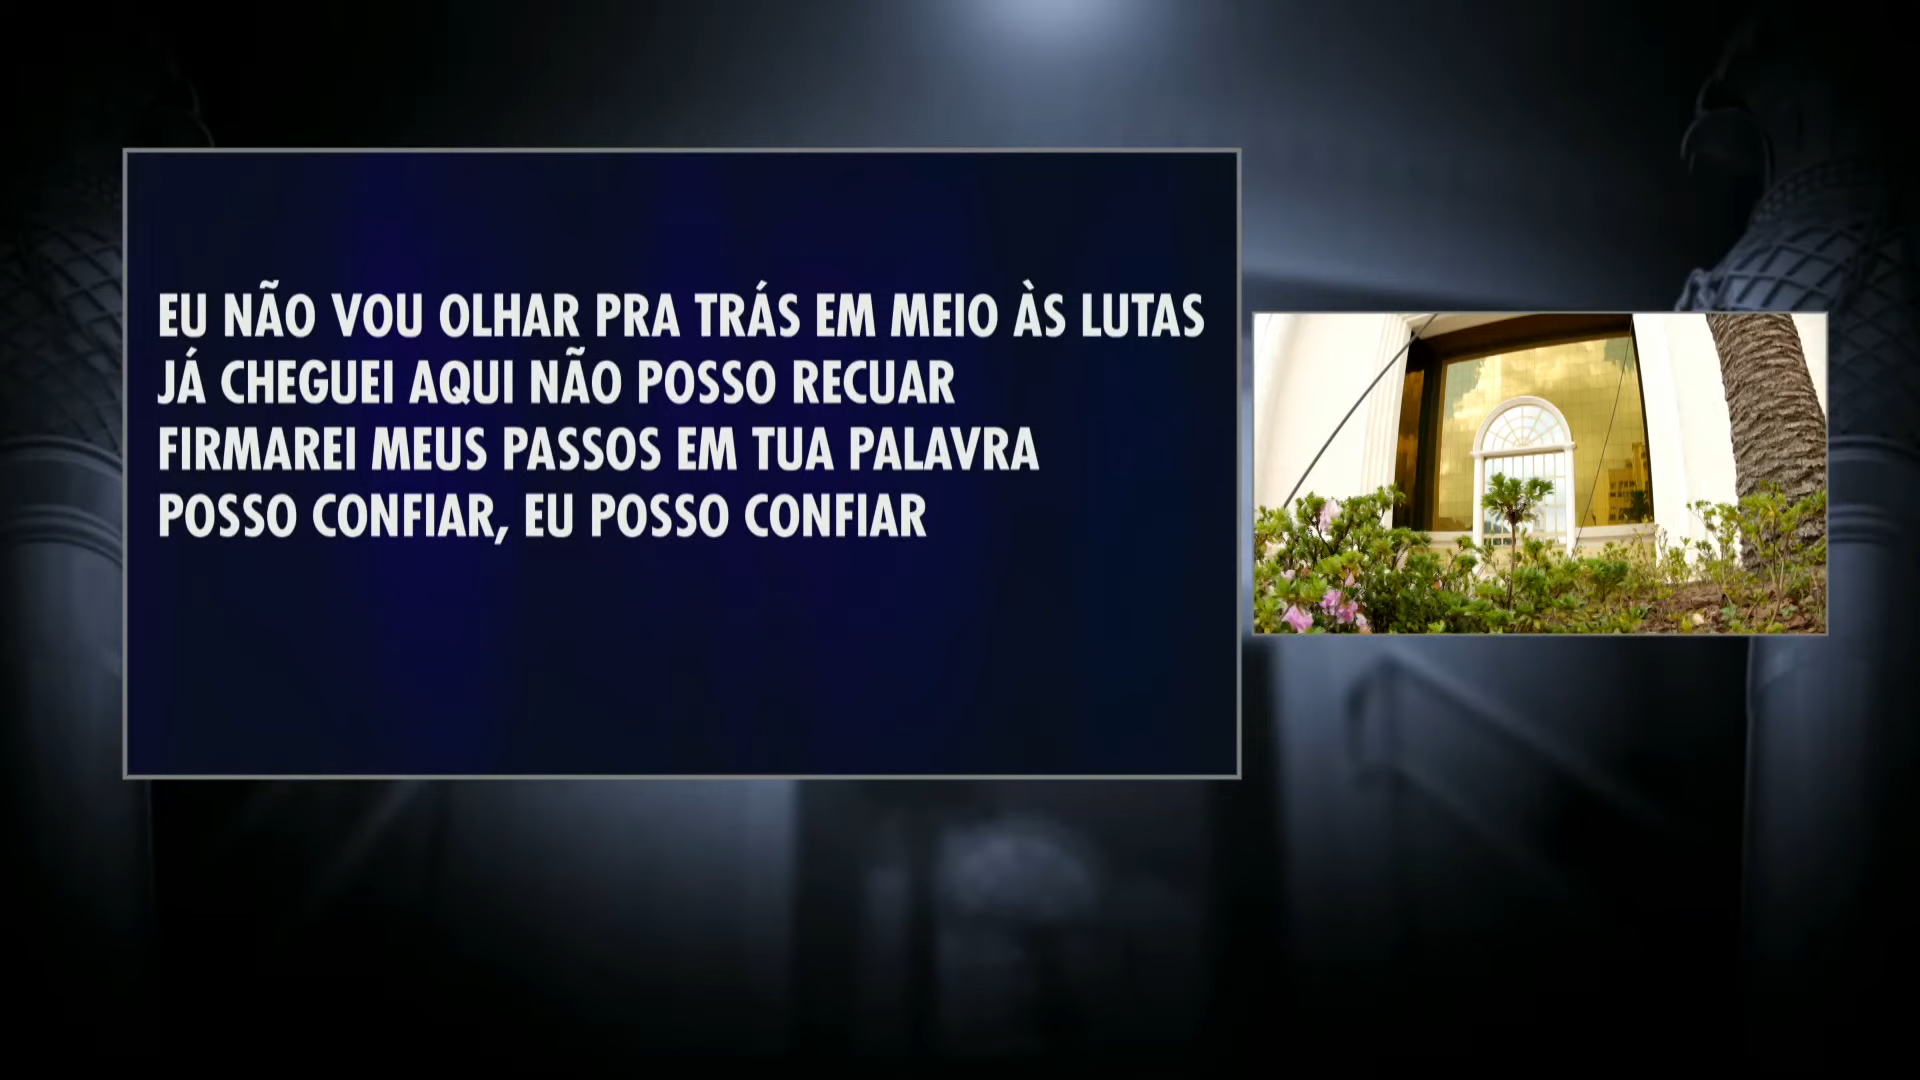 EU NÃO VOU OLHAR PRA TRÁS EM MEIO ÀS LUTAS
JÁ CHEGUEI AQUI NÃO POSSO RECUAR
FIRMAREI MEUS PASSOS EM TUA PALAVRA
POSSO CONFIAR, EU POSSO CONFIAR